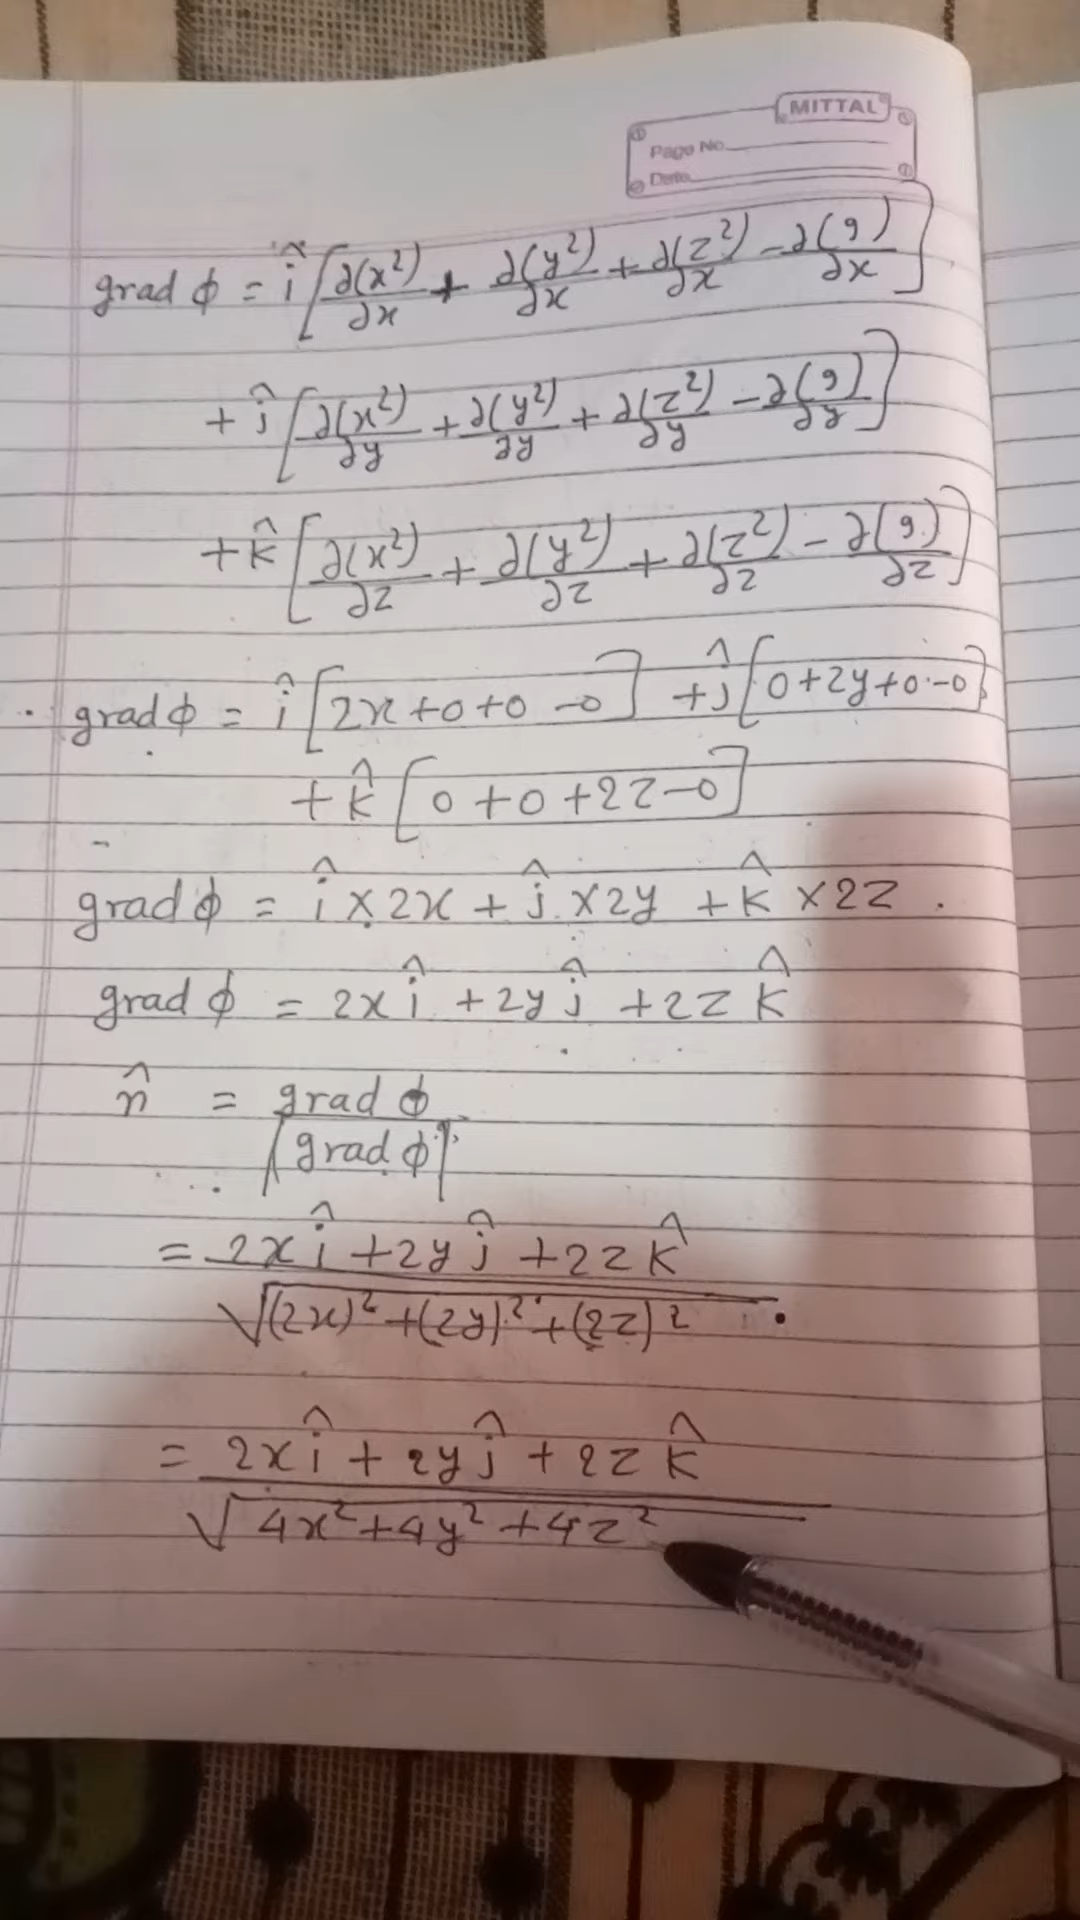 MITTAL
Page No.
Date
grad ϕ = î [∂(x²)/∂x + ∂(y²)/∂x + ∂(z²)/∂x - ∂(9)/∂x]
+ ĵ [∂(x²)/∂y + ∂(y²)/∂y + ∂(z²)/∂y - ∂(9)/∂y]
+ k̂ [∂(x²)/∂z + ∂(y²)/∂z + ∂(z²)/∂z - ∂(9)/∂z]
grad ϕ = î [2x+0+0-0] + ĵ [0+2y+0-0]
+ k̂ [0+0+2z-0]
grad ϕ = î × 2x + ĵ × 2y + k̂ × 2z .
grad ϕ = 2x î + 2y ĵ + 2z k̂
n̂ = grad ϕ / |grad ϕ|
= 2x î + 2y ĵ + 2z k̂ / √(2x)² + (2y)² + (2z)²
= 2x î + 2y ĵ + 2z k̂ / √4x² + 4y² + 4z²